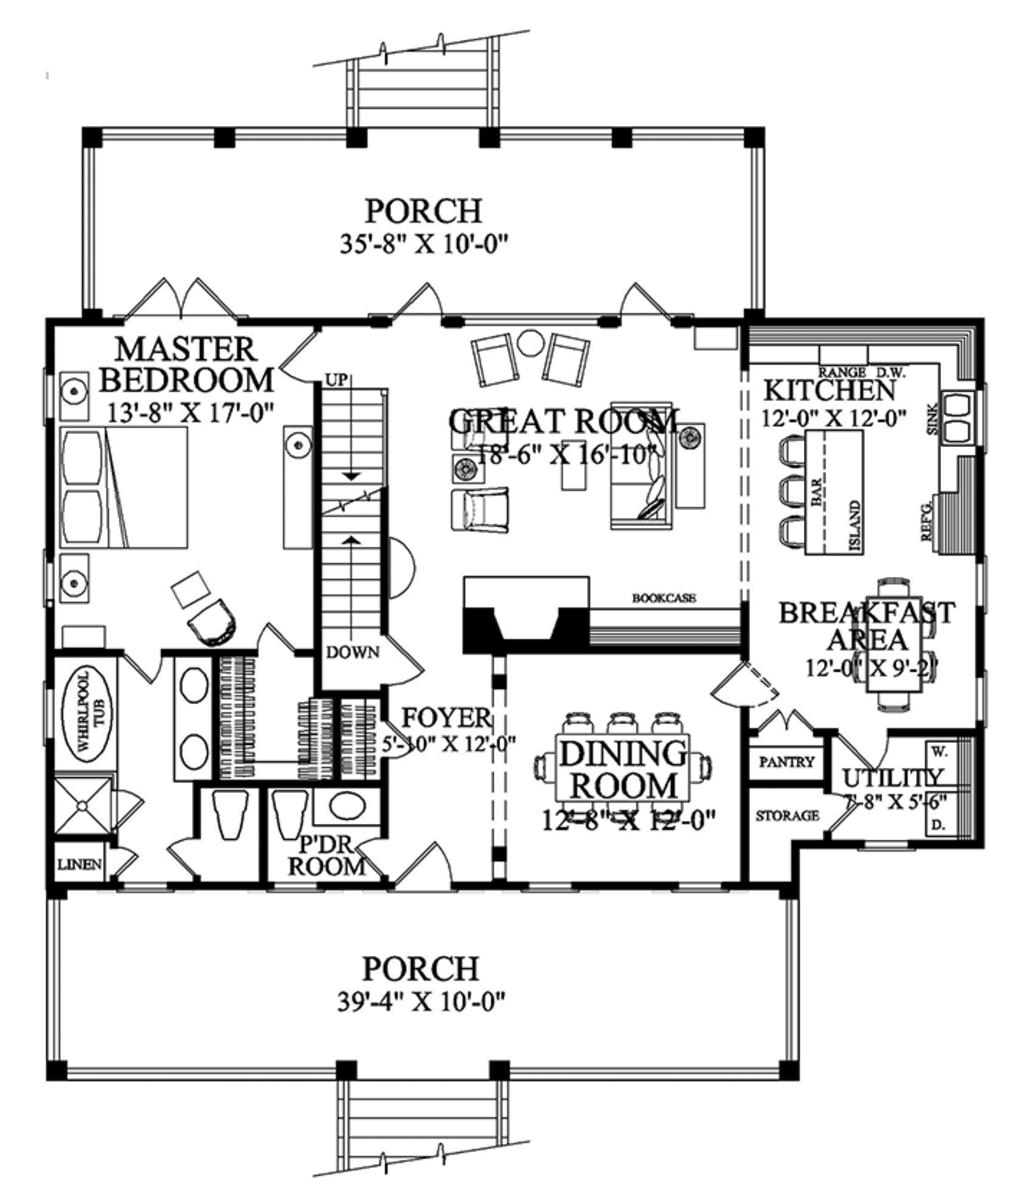 PORCH
35'-8" X 10'-0"
MASTER
BEDROOM
13'-8" X 17'-0"
UP
GREAT ROOM
18'-6" X 16'-10"
RANGE D.W.
KITCHEN
12'-0" X 12'-0"
SINK
BAR
ISLAND
REF'G.
BOOKCASE
BREAKFAST
AREA
12'-0" X 9'-2"
DOWN
WHIRLPOOL
TUB
FOYER
5'-10" X 12'-0"
DINING
ROOM
12'-8" X 12'-0"
PANTRY
W.
UTILITY
7'-8" X 5'-6"
STORAGE
D.
P'DR
ROOM
LINEN
PORCH
39'-4" X 10'-0"